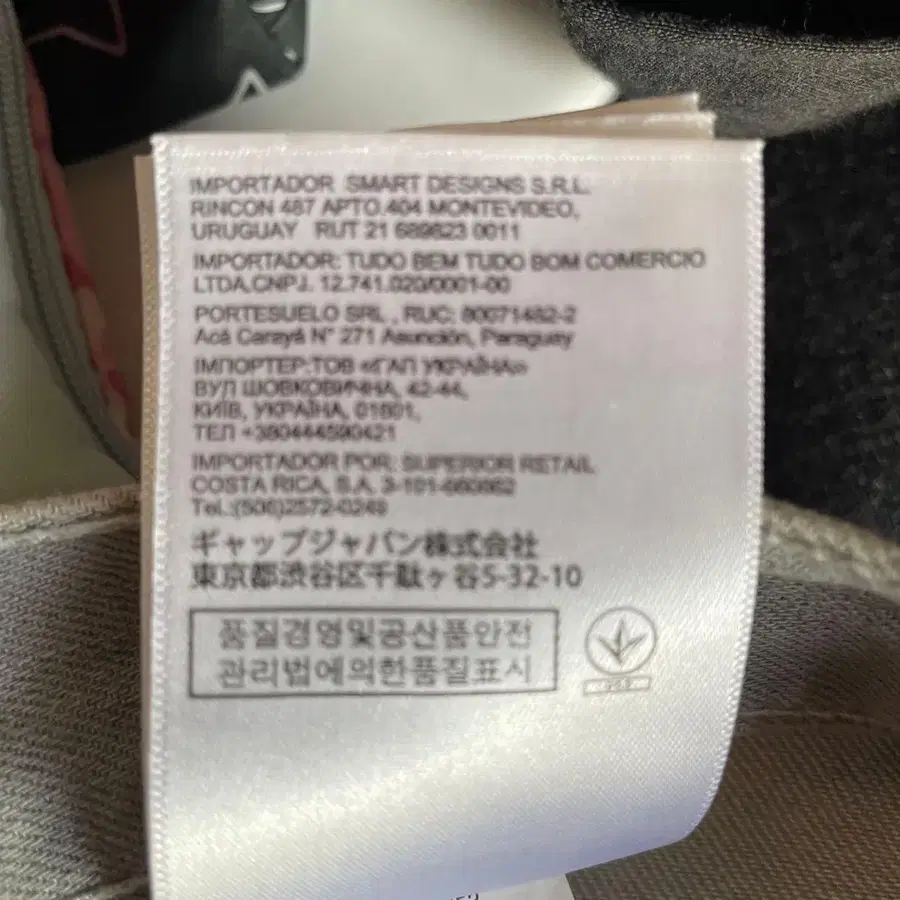 IMPORTADOR SMART DESIGNS S.R.L.
RINCON 487 APTO.404 MONTEVIDEO,
URUGUAY RUT 21 689823 0011
IMPORTADOR: TUDO BEM TUDO BOM COMERCIO
LTDA.CNPJ. 12.741.020/0001-00
PORTESUELO SRL , RUC: 80071482-2
Acá Carayá N° 271 Asunción, Paraguay
ІМПОРТЕР:ТОВ «ГАП УКРАЇНА»
ВУЛ ШОВКОВИЧНА, 42-44,
КИЇВ, УКРАЇНА, 01601,
ТЕЛ +380444590421
IMPORTADOR POR: SUPERIOR RETAIL
COSTA RICA, S.A, 3-101-660662
Tel.:(506)2572-0248
ギャップジャパン株式会社
東京都渋谷区千駄ヶ谷5-32-10
품질경영및공산품안전
관리법에의한품질표시